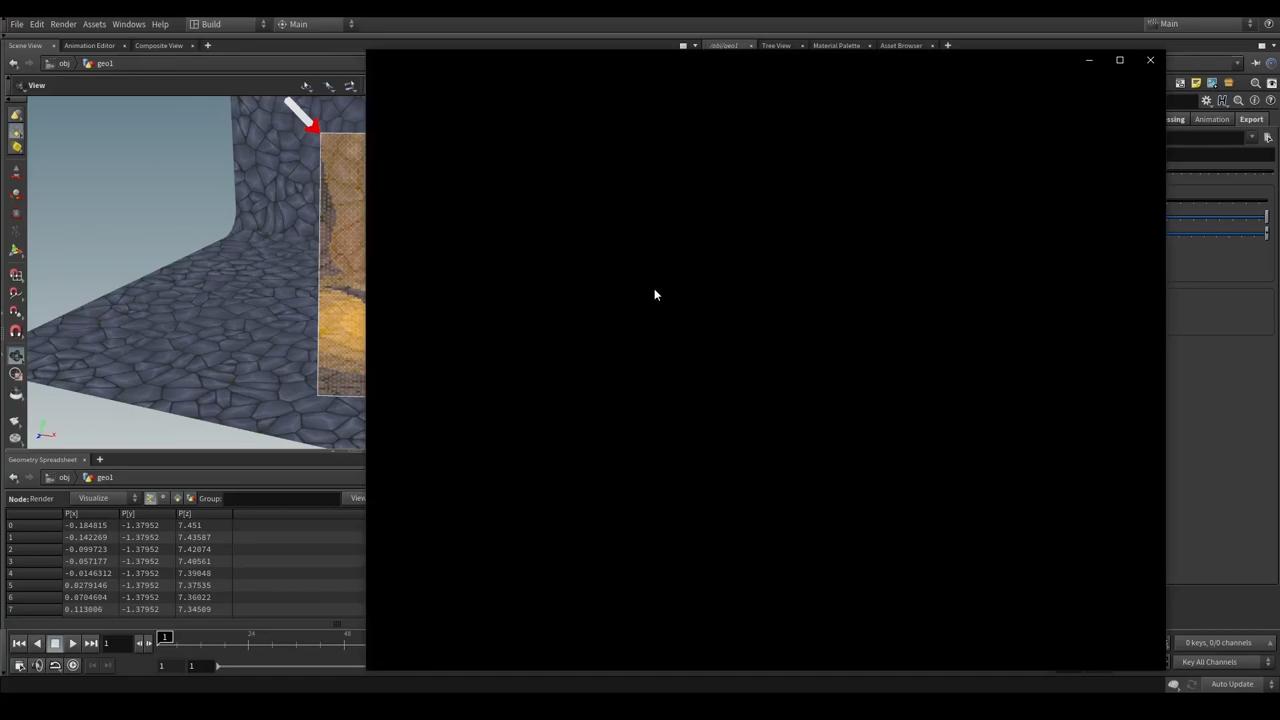 File Edit Render Assets Windows Help Build Main Main
Scene View Animation Editor Composite View /obj/geo1 Tree View Material Palette Asset Browser
obj geo1
View
ssing Animation Export
Geometry Spreadsheet
obj geo1
Node: Render Visualize Group: View
P[x] P[y] P[z]
0 -0.184815 -1.37952 7.451
1 -0.142269 -1.37952 7.43587
2 -0.099723 -1.37952 7.42074
3 -0.057177 -1.37952 7.40561
4 -0.0146312 -1.37952 7.39048
5 0.0279146 -1.37952 7.37535
6 0.0704604 -1.37952 7.36022
7 0.113006 -1.37952 7.34509
1 1 24 48 0 keys, 0/0 channels
1 1 Key All Channels
Auto Update